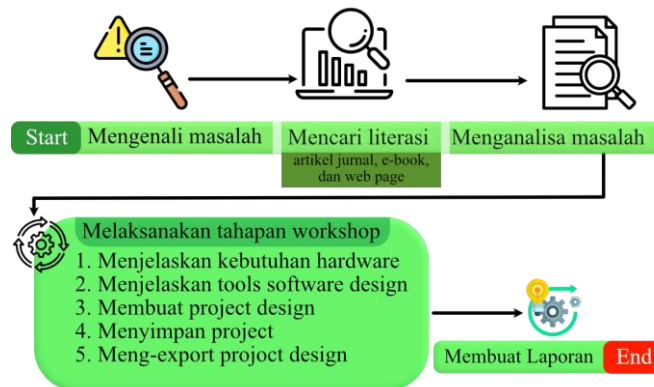 Start
Mengenali masalah
Mencari literasi
Menganalisa masalah
artikel jurnal, e-book,
dan web page
Melaksanakan tahapan workshop
1. Menjelaskan kebutuhan hardware
2. Menjelaskan tools software design
3. Membuat project design
4. Menyimpan project
5. Meng-export projoct design
Membuat Laporan
End